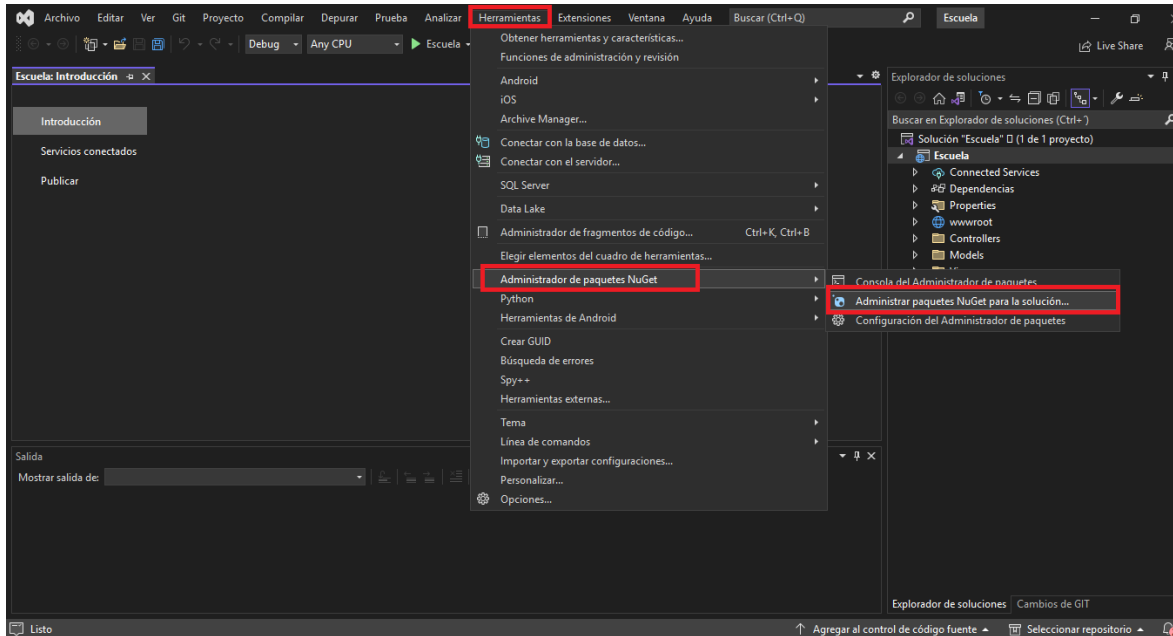 Archivo Editar Ver Git Proyecto Compilar Depurar Prueba Analizar Herramientas Extensiones Ventana Ayuda Buscar (Ctrl+Q) Escuela
Debug Any CPU Escuela Live Share
Escuela: Introducción
Introducción
Servicios conectados
Publicar
Obtener herramientas y características...
Funciones de administración y revisión
Android
iOS
Archive Manager...
Conectar con la base de datos...
Conectar con el servidor...
SQL Server
Data Lake
Administrador de fragmentos de código... Ctrl+K, Ctrl+B
Elegir elementos del cuadro de herramientas...
Administrador de paquetes NuGet
Python
Herramientas de Android
Crear GUID
Búsqueda de errores
Spy++
Herramientas externas...
Tema
Línea de comandos
Importar y exportar configuraciones...
Personalizar...
Opciones...
Consola del Administrador de paquetes
Administrar paquetes NuGet para la solución...
Configuración del Administrador de paquetes
Explorador de soluciones
Buscar en Explorador de soluciones (Ctrl+´)
Solución "Escuela" (1 de 1 proyecto)
Escuela
Connected Services
Dependencias
Properties
wwwroot
Controllers
Models
Salida
Mostrar salida de:
Explorador de soluciones Cambios de GIT
Listo Agregar al control de código fuente Seleccionar repositorio